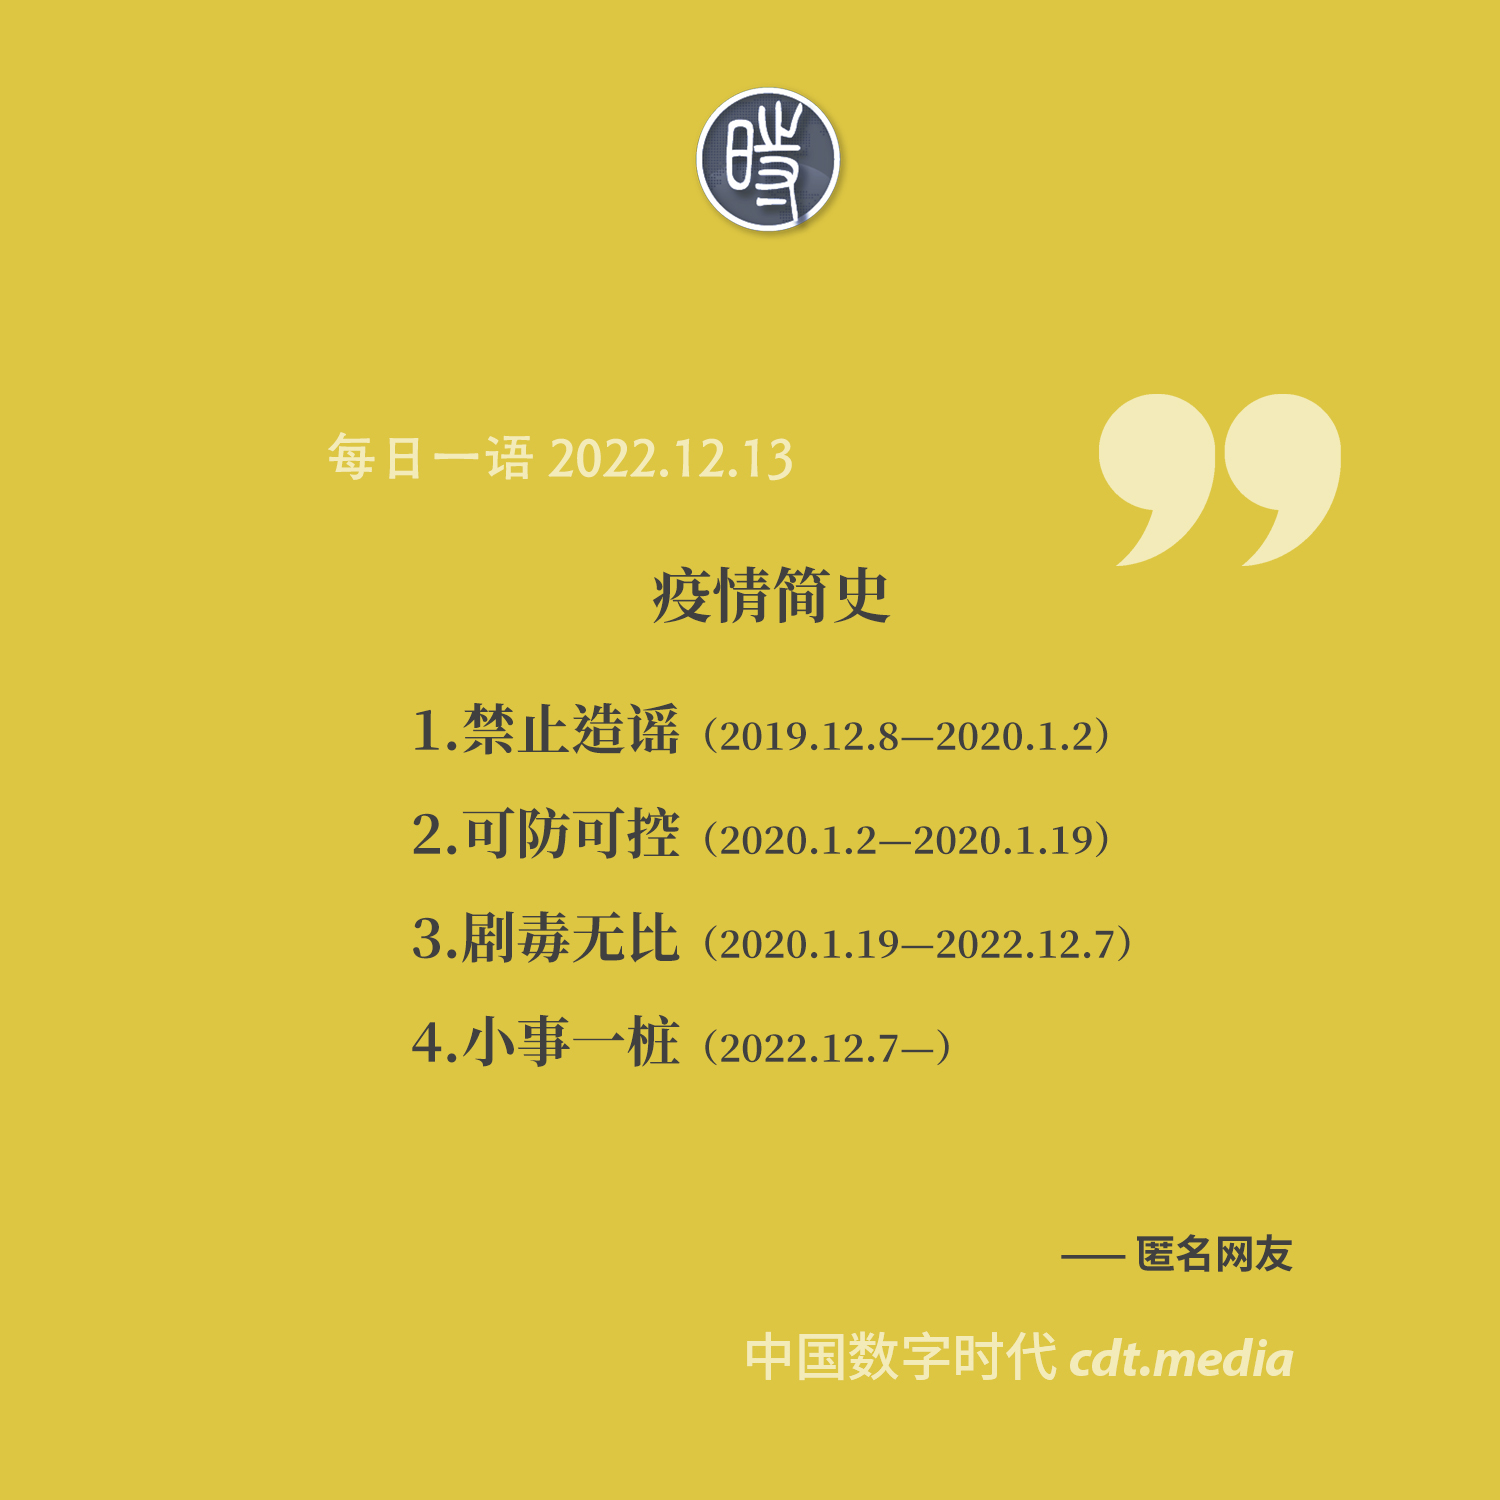 時
每日一语 2022.12.13
疫情简史
1.禁止造谣（2019.12.8—2020.1.2）
2.可防可控（2020.1.2—2020.1.19）
3.剧毒无比（2020.1.19—2022.12.7）
4.小事一桩（2022.12.7—）
—— 匿名网友
中国数字时代 cdt.media